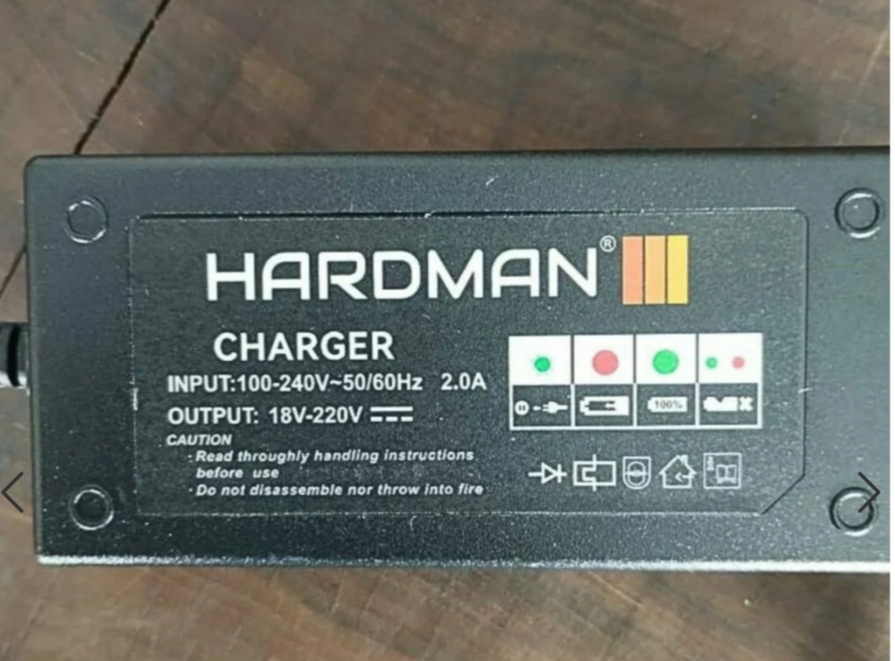 HARDMAN®
CHARGER
INPUT:100-240V~50/60Hz 2.0A
OUTPUT: 18V-220V ⎓
CAUTION
· Read throughly handling instructions
before use
· Do not disassemble nor throw into fire
100%